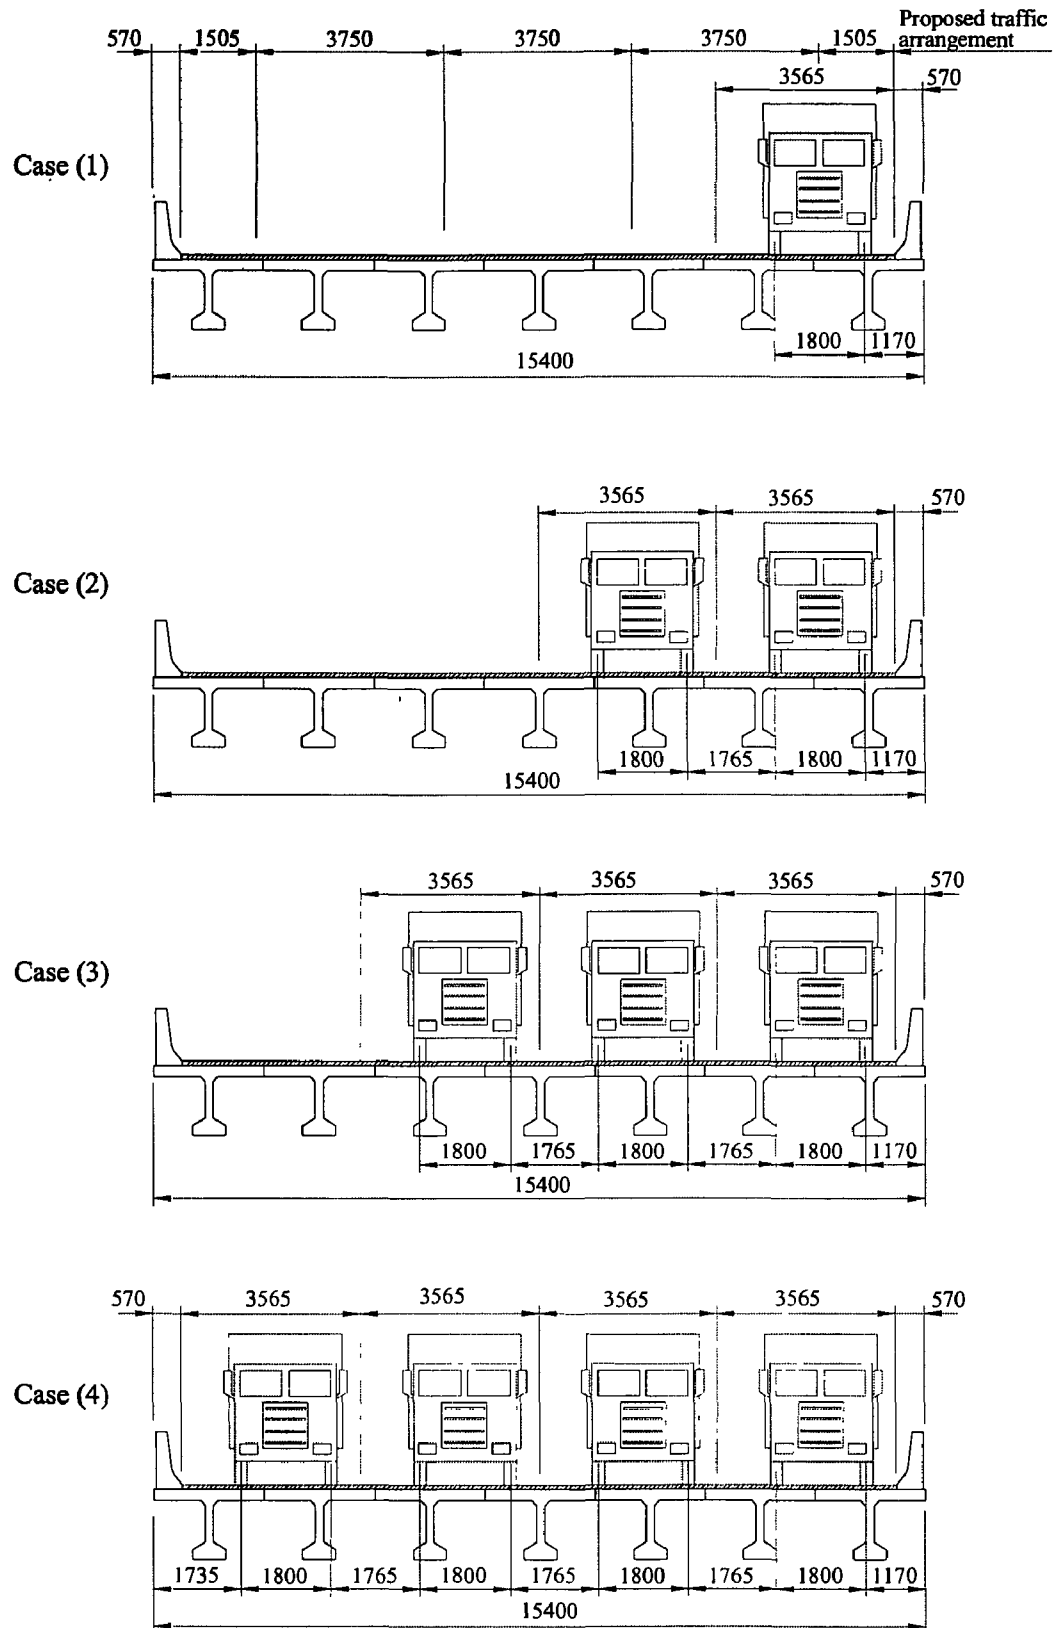 Proposed traffic
arrangement
570 1505 3750 3750 3750 1505
3565 570
Case (1)
1800 1170
15400
3565 3565 570
Case (2)
1800 1765 1800 1170
15400
3565 3565 3565 570
Case (3)
1800 1765 1800 1765 1800 1170
15400
570 3565 3565 3565 3565 570
Case (4)
1735 1800 1765 1800 1765 1800 1765 1800 1170
15400